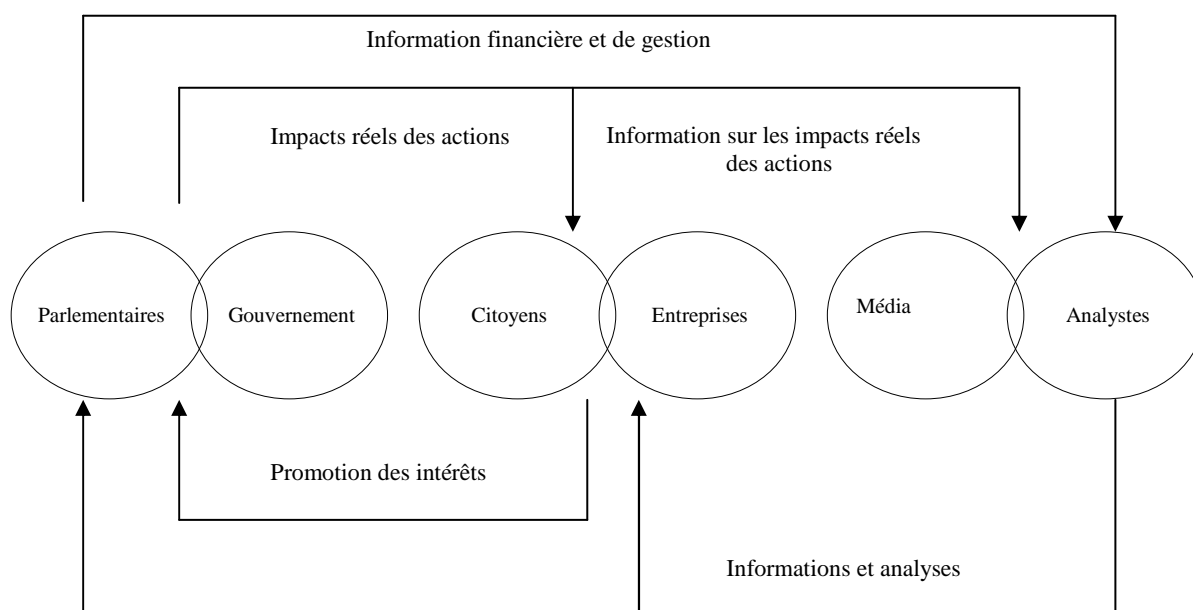 Information financière et de gestion
Impacts réels des actions
Information sur les impacts réels
des actions
Parlementaires
Gouvernement
Citoyens
Entreprises
Média
Analystes
Promotion des intérêts
Informations et analyses